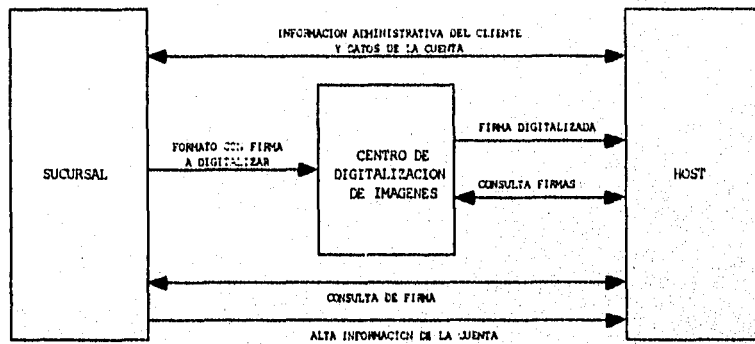 INFORMACION ADMINISTRATIVA DEL CLIENTE
Y DATOS DE LA CUENTA
SUCURSAL
FORMATO CON FIRMA
A DIGITALIZAR
CENTRO DE
DIGITALIZACION
DE IMAGENES
FIRMA DIGITALIZADA
CONSULTA FIRMAS
HOST
CONSULTA DE FIRMA
ALTA INFORMACION DE LA CUENTA